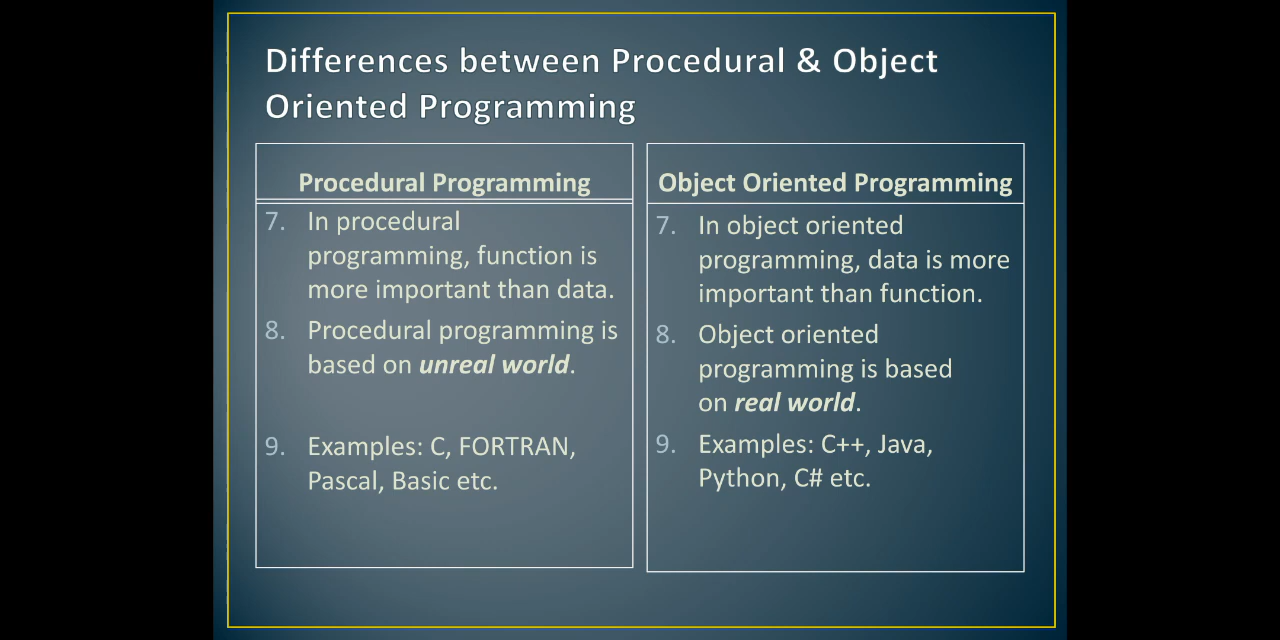 Differences between Procedural & Object
Oriented Programming
Procedural Programming
7. In procedural
programming, function is
more important than data.
8. Procedural programming is
based on unreal world.
9. Examples: C, FORTRAN,
Pascal, Basic etc.
Object Oriented Programming
7. In object oriented
programming, data is more
important than function.
8. Object oriented
programming is based
on real world.
9. Examples: C++, Java,
Python, C# etc.